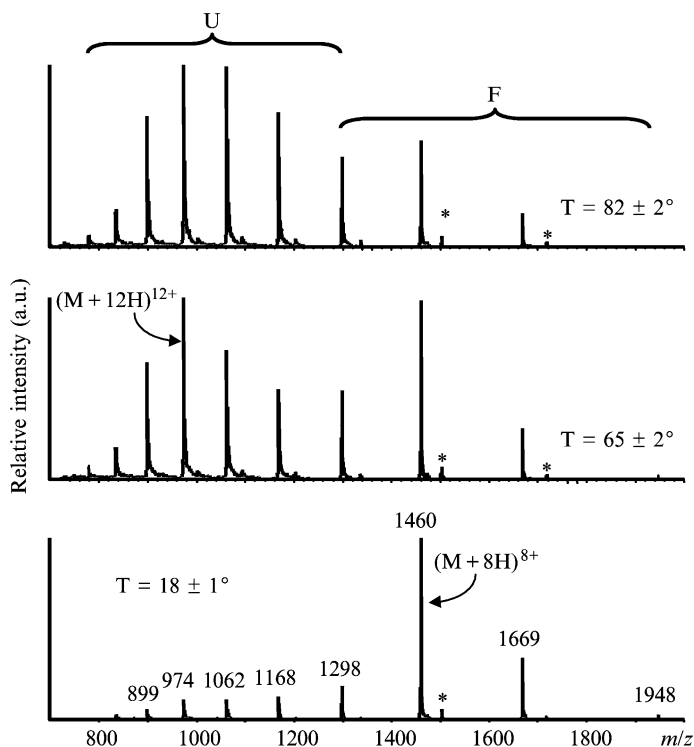 U
F
T = 82 ± 2°
*
*
Relative intensity (a.u.)
(M + 12H)¹²⁺
T = 65 ± 2°
*
*
1460
T = 18 ± 1°
(M + 8H)⁸⁺
1669
1298
899 974 1062 1168
*
1948
800 1000 1200 1400 1600 1800 m/z